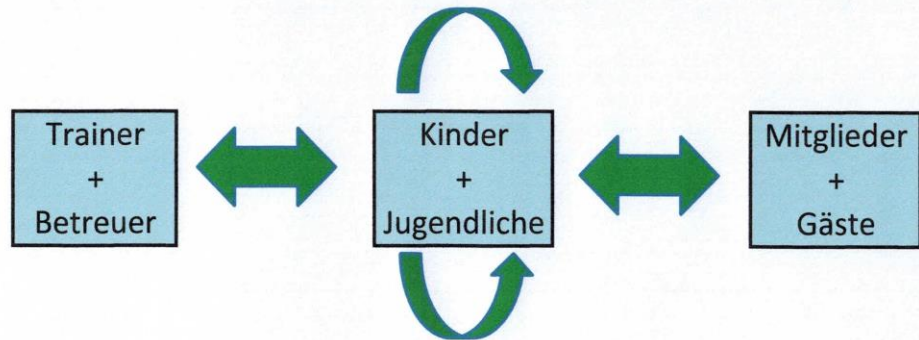 Trainer
+
Betreuer
Kinder
+
Jugendliche
Mitglieder
+
Gäste